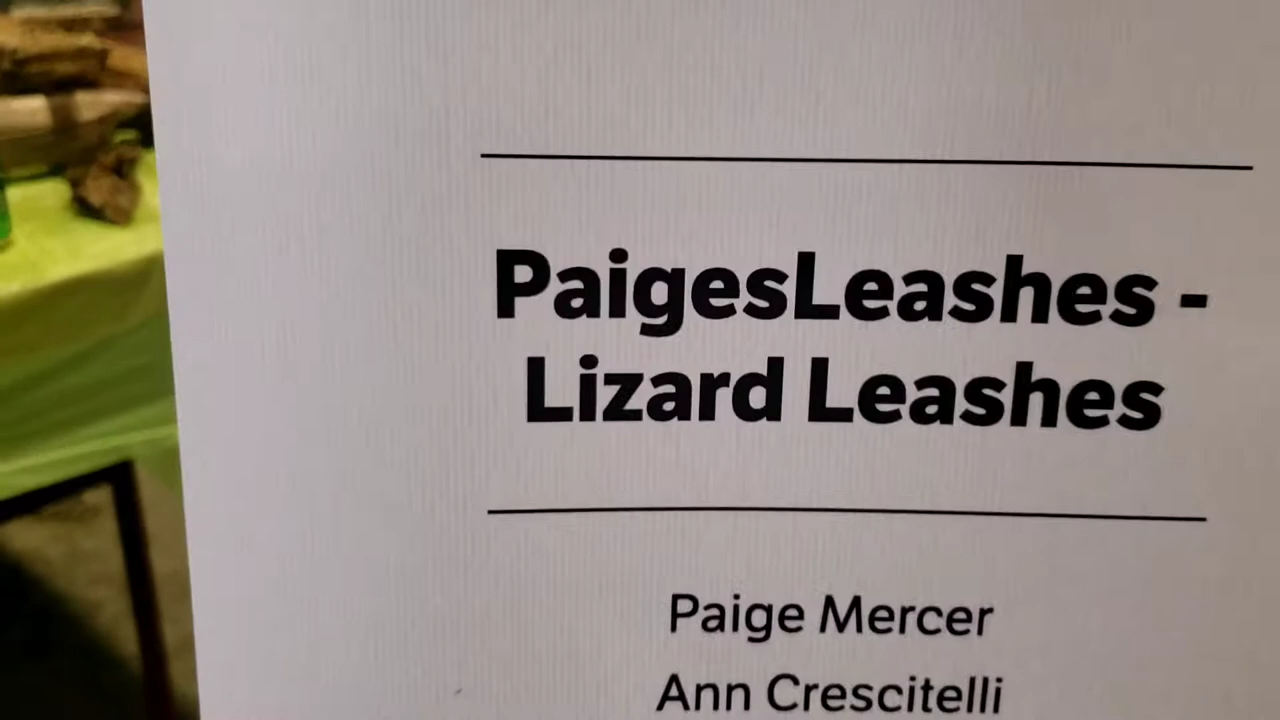 PaigesLeashes -
Lizard Leashes
Paige Mercer
Ann Crescitelli